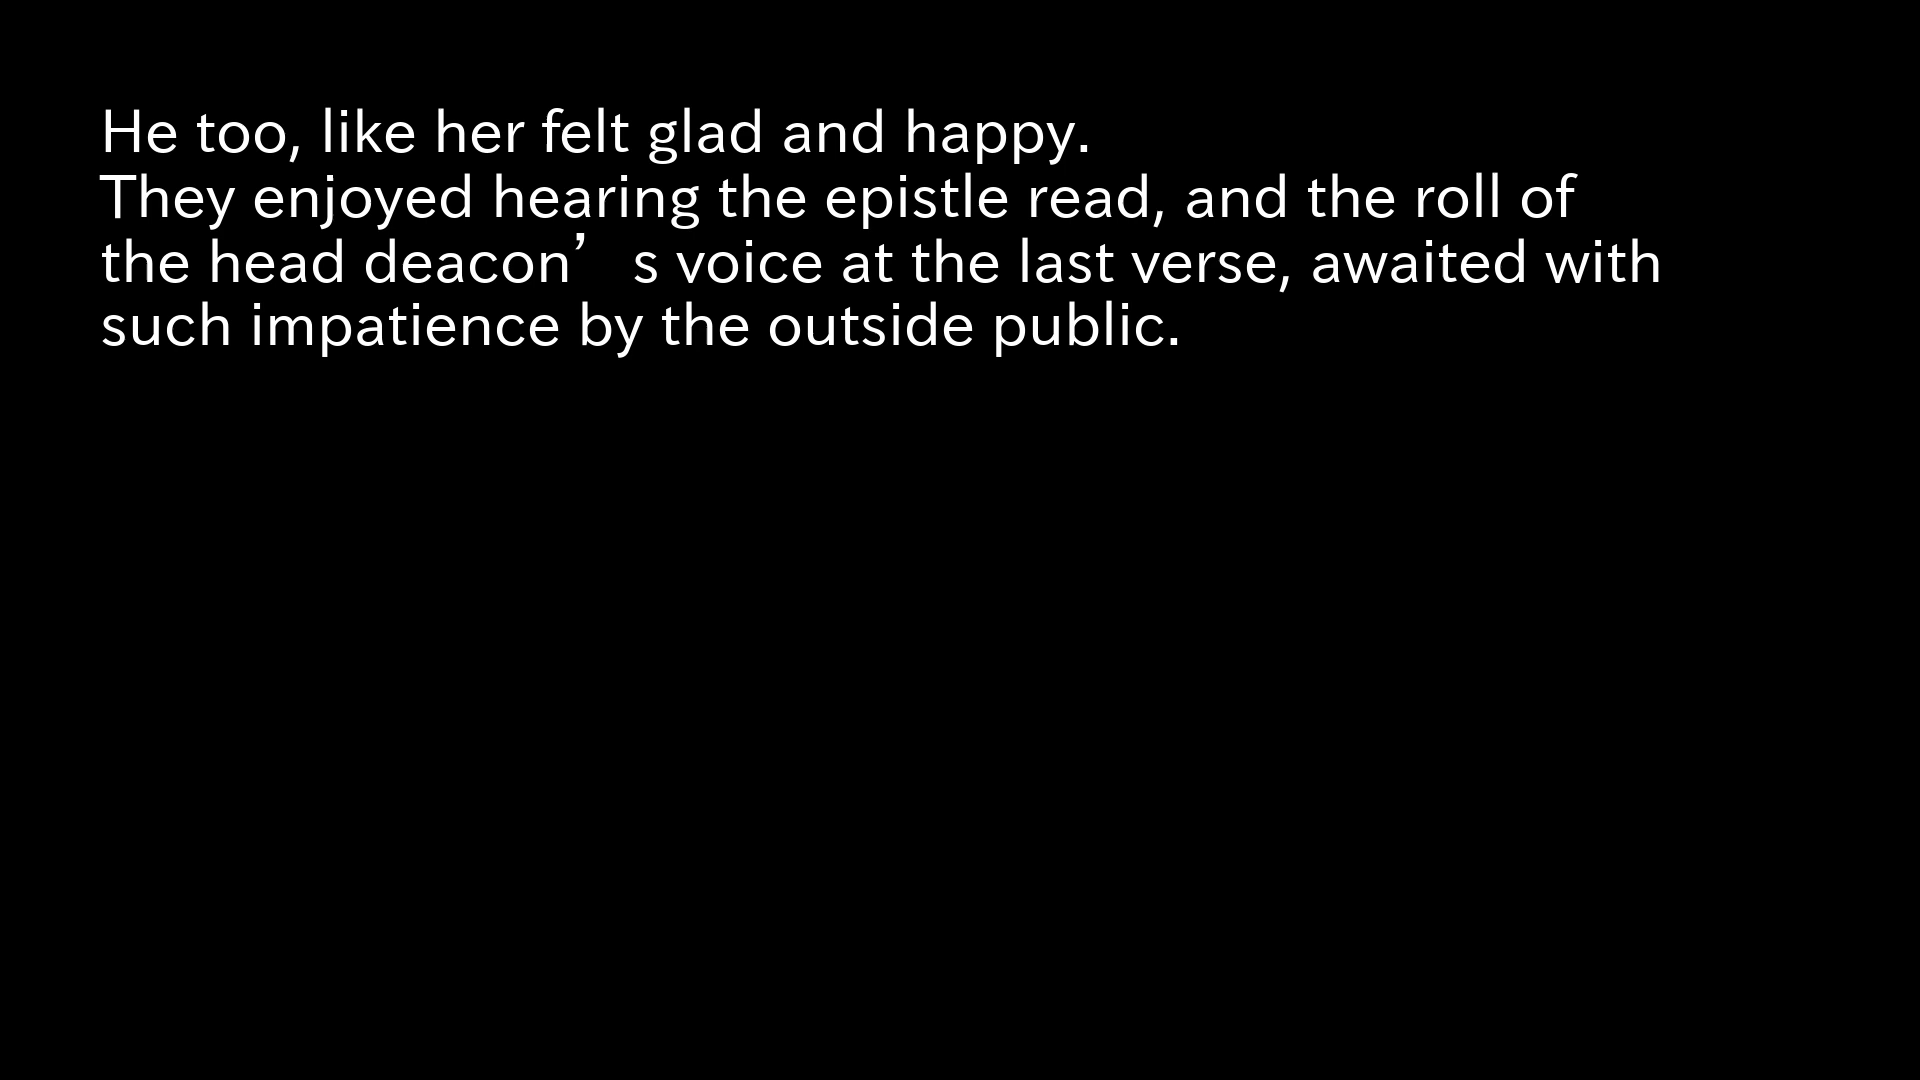 He too, like her felt glad and happy.
They enjoyed hearing the epistle read, and the roll of
the head deacon’s voice at the last verse, awaited with
such impatience by the outside public.